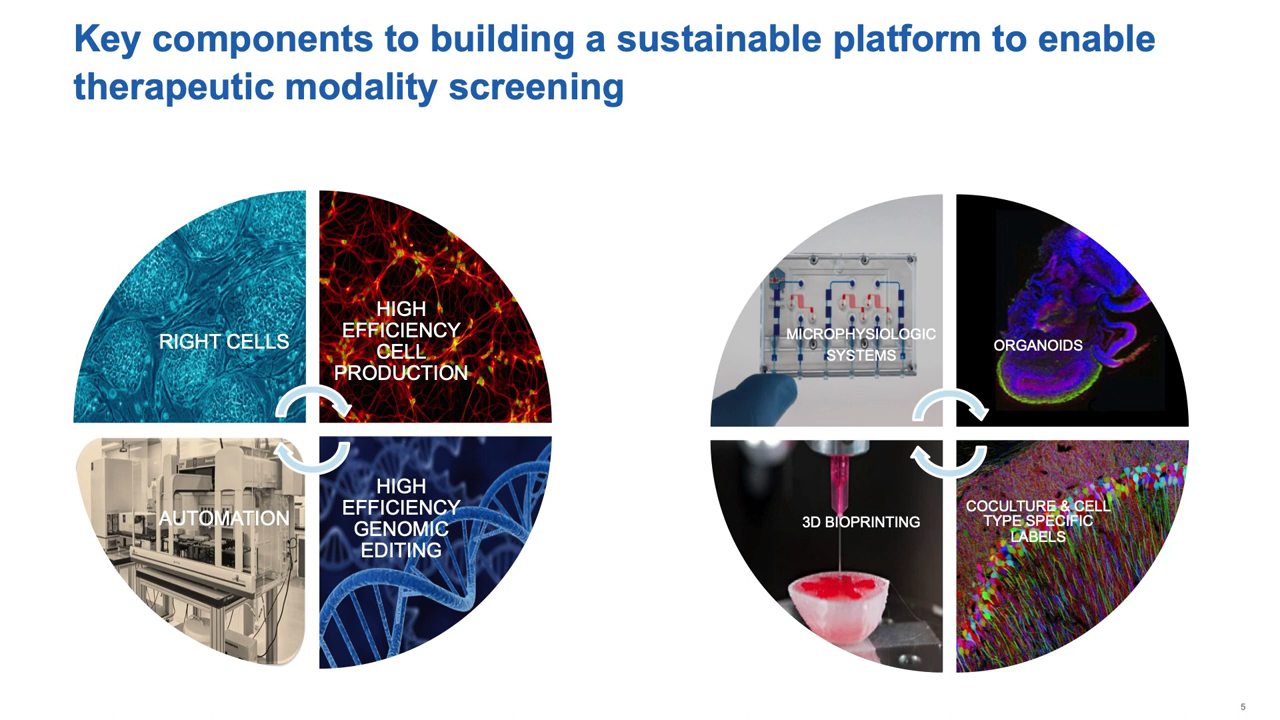 Key components to building a sustainable platform to enable
therapeutic modality screening
RIGHT CELLS
HIGH
EFFICIENCY
CELL
PRODUCTION
AUTOMATION
HIGH
EFFICIENCY
GENOMIC
EDITING
MICROPHYSIOLOGIC
SYSTEMS
ORGANOIDS
3D BIOPRINTING
COCULTURE & CELL
TYPE SPECIFIC
LABELS
5